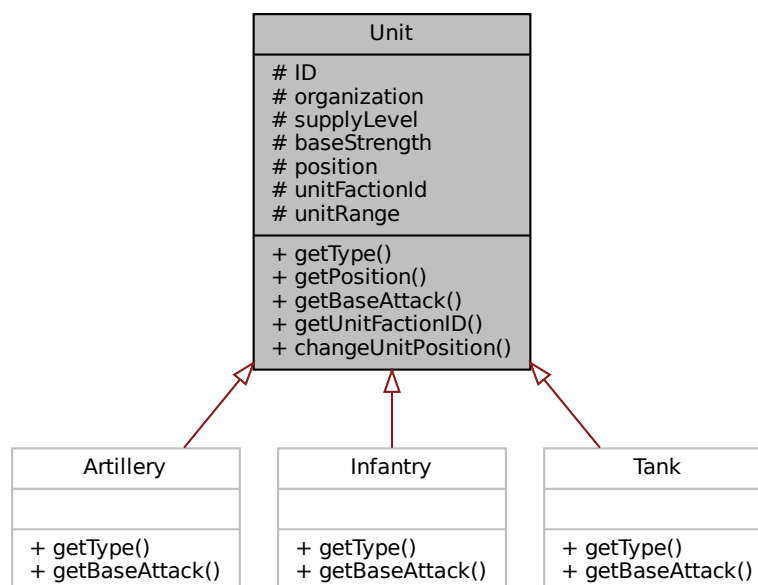 Unit
# ID
# organization
# supplyLevel
# baseStrength
# position
# unitFactionId
# unitRange
+ getType()
+ getPosition()
+ getBaseAttack()
+ getUnitFactionID()
+ changeUnitPosition()
Artillery
+ getType()
+ getBaseAttack()
Infantry
+ getType()
+ getBaseAttack()
Tank
+ getType()
+ getBaseAttack()